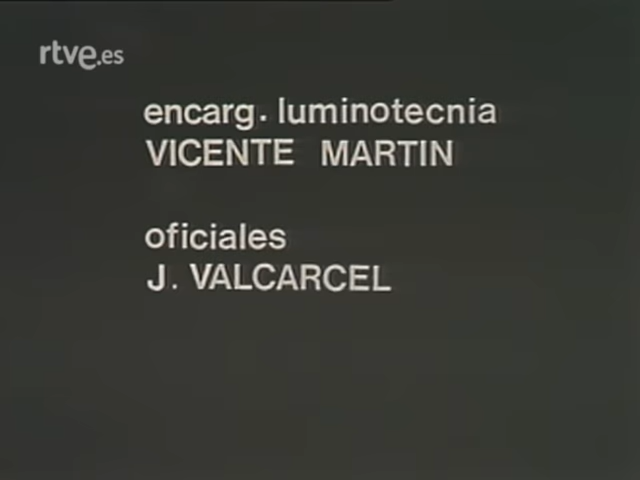 rtve.es
encarg. luminotecnia
VICENTE MARTIN
oficiales
J. VALCARCEL